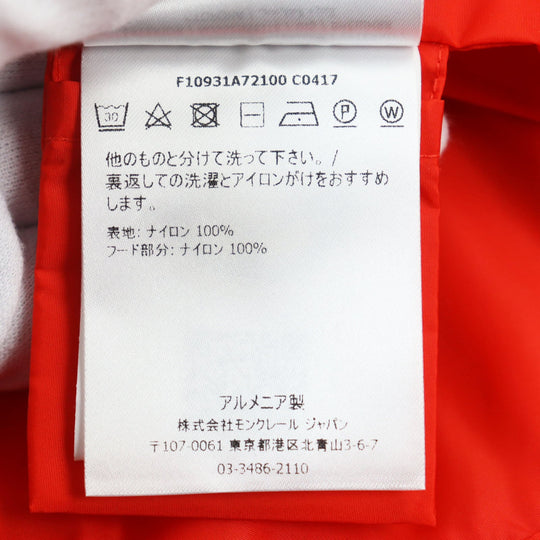 F10931A72100 C0417
30 P W
他のものと分けて洗って下さい。/
裏返しての洗濯とアイロンがけをおすすめ
します。
表地: ナイロン 100%
フード部分: ナイロン 100%
アルメニア製
株式会社モンクレール ジャパン
〒107-0061 東京都港区北青山3-6-7
03-3486-2110